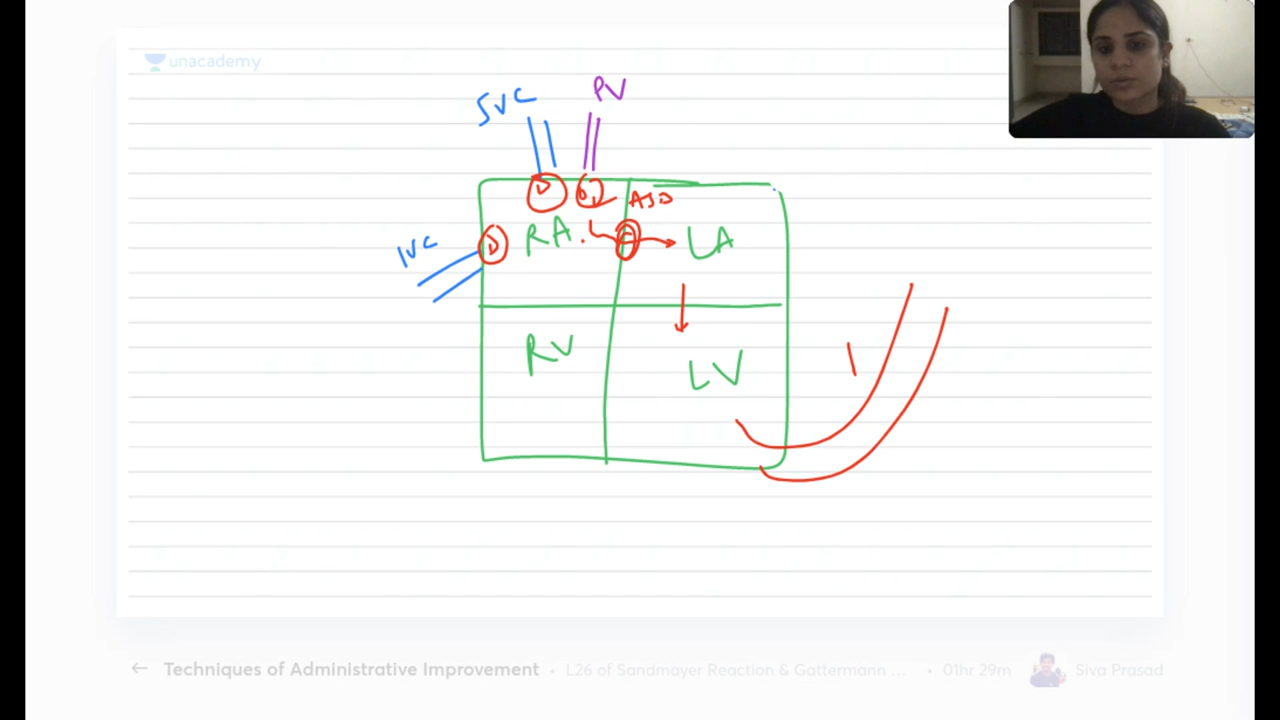 unacademy
SVC
PV
ASD
IVC
D
RA
LA
RV
LV
← Techniques of Administrative Improvement • L26 of Sandmayer Reaction & Gattermann ... • 01hr 29m Siva Prasad